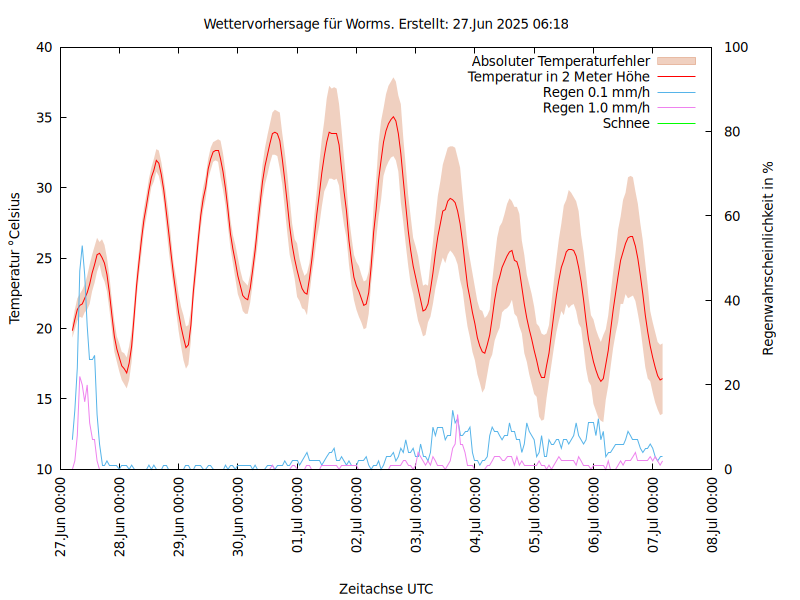 Wettervorhersage für Worms. Erstellt: 27.Jun 2025 06:18
Absoluter Temperaturfehler
Temperatur in 2 Meter Höhe
Regen 0.1 mm/h
Regen 1.0 mm/h
Schnee
Temperatur °Celsius
40
35
30
25
20
15
10
Regenwahrscheinlichkeit in %
100
80
60
40
20
0
27.Jun 00:00
28.Jun 00:00
29.Jun 00:00
30.Jun 00:00
01.Jul 00:00
02.Jul 00:00
03.Jul 00:00
04.Jul 00:00
05.Jul 00:00
06.Jul 00:00
07.Jul 00:00
08.Jul 00:00
Zeitachse UTC